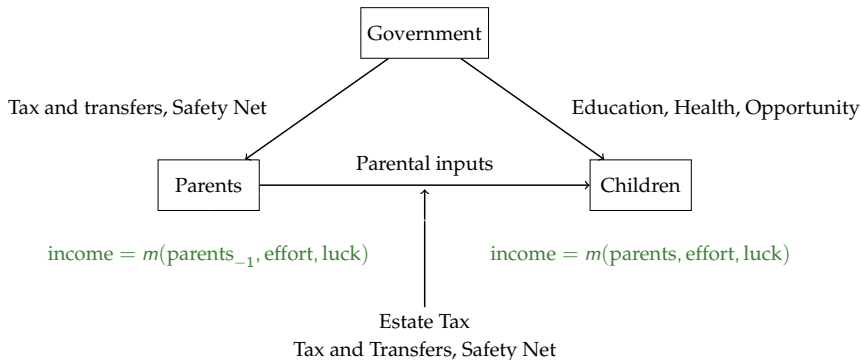 Government
Tax and transfers, Safety Net
Education, Health, Opportunity
Parental inputs
Parents
Children
income = m(parents₋₁, effort, luck)
income = m(parents, effort, luck)
Estate Tax
Tax and Transfers, Safety Net